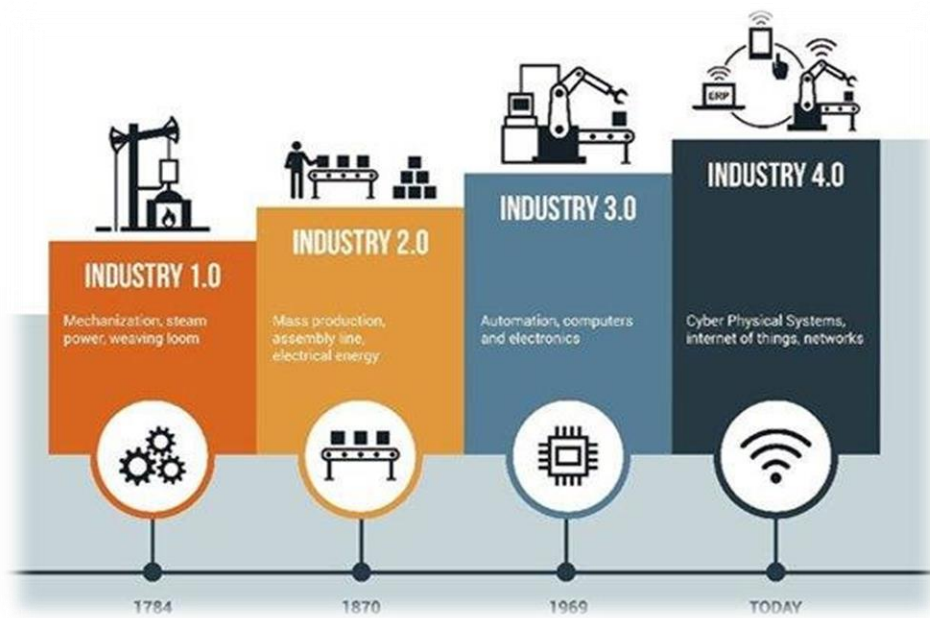 ERP
INDUSTRY 1.0
Mechanization, steam
power, weaving loom
INDUSTRY 2.0
Mass production,
assembly line,
electrical energy
INDUSTRY 3.0
Automation, computers
and electronics
INDUSTRY 4.0
Cyber Physical Systems,
internet of things, networks
1784
1870
1969
TODAY